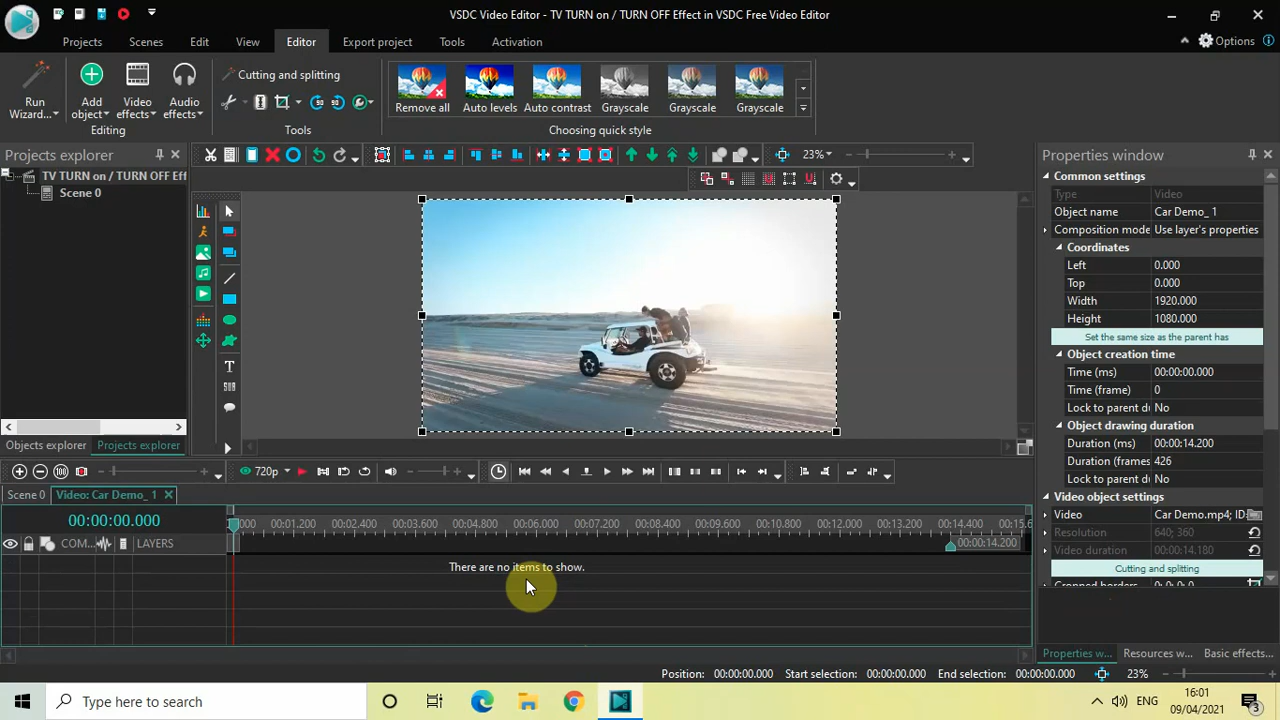 VSDC Video Editor - TV TURN on / TURN OFF Effect in VSDC Free Video Editor
Projects Scenes Edit View Editor Export project Tools Activation
Options
Run Wizard...
Add object
Video effects
Audio effects
Editing
Cutting and splitting
Tools
Remove all Auto levels Auto contrast Grayscale Grayscale Grayscale
Choosing quick style
Projects explorer
TV TURN on / TURN OFF Eff
Scene 0
Objects explorer Projects explorer
23%
Properties window
Common settings
Type Video
Object name Car Demo_ 1
Composition mode Use layer's properties
Coordinates
Left 0.000
Top 0.000
Width 1920.000
Height 1080.000
Set the same size as the parent has
Object creation time
Time (ms) 00:00:00.000
Time (frame) 0
Lock to parent d No
Object drawing duration
Duration (ms) 00:00:14.200
Duration (frames 426
Lock to parent d No
Video object settings
Video Car Demo.mp4; ID:
Resolution 640; 360
Video duration 00:00:14.180
Cutting and splitting
Cropped borders 0; 0; 0; 0
Properties w... Resources w... Basic effects...
720p
Scene 0 Video: Car Demo_ 1
00:00:00.000
000 00:01.200 00:02.400 00:03.600 00:04.800 00:06.000 00:07.200 00:08.400 00:09.600 00:10.800 00:12.000 00:13.200 00:14.400 00:15.6
00:00:14.200
COM... LAYERS
There are no items to show.
Position: 00:00:00.000 Start selection: 00:00:00.000 End selection: 00:00:00.000 23%
Type here to search
ENG
16:01
09/04/2021
3